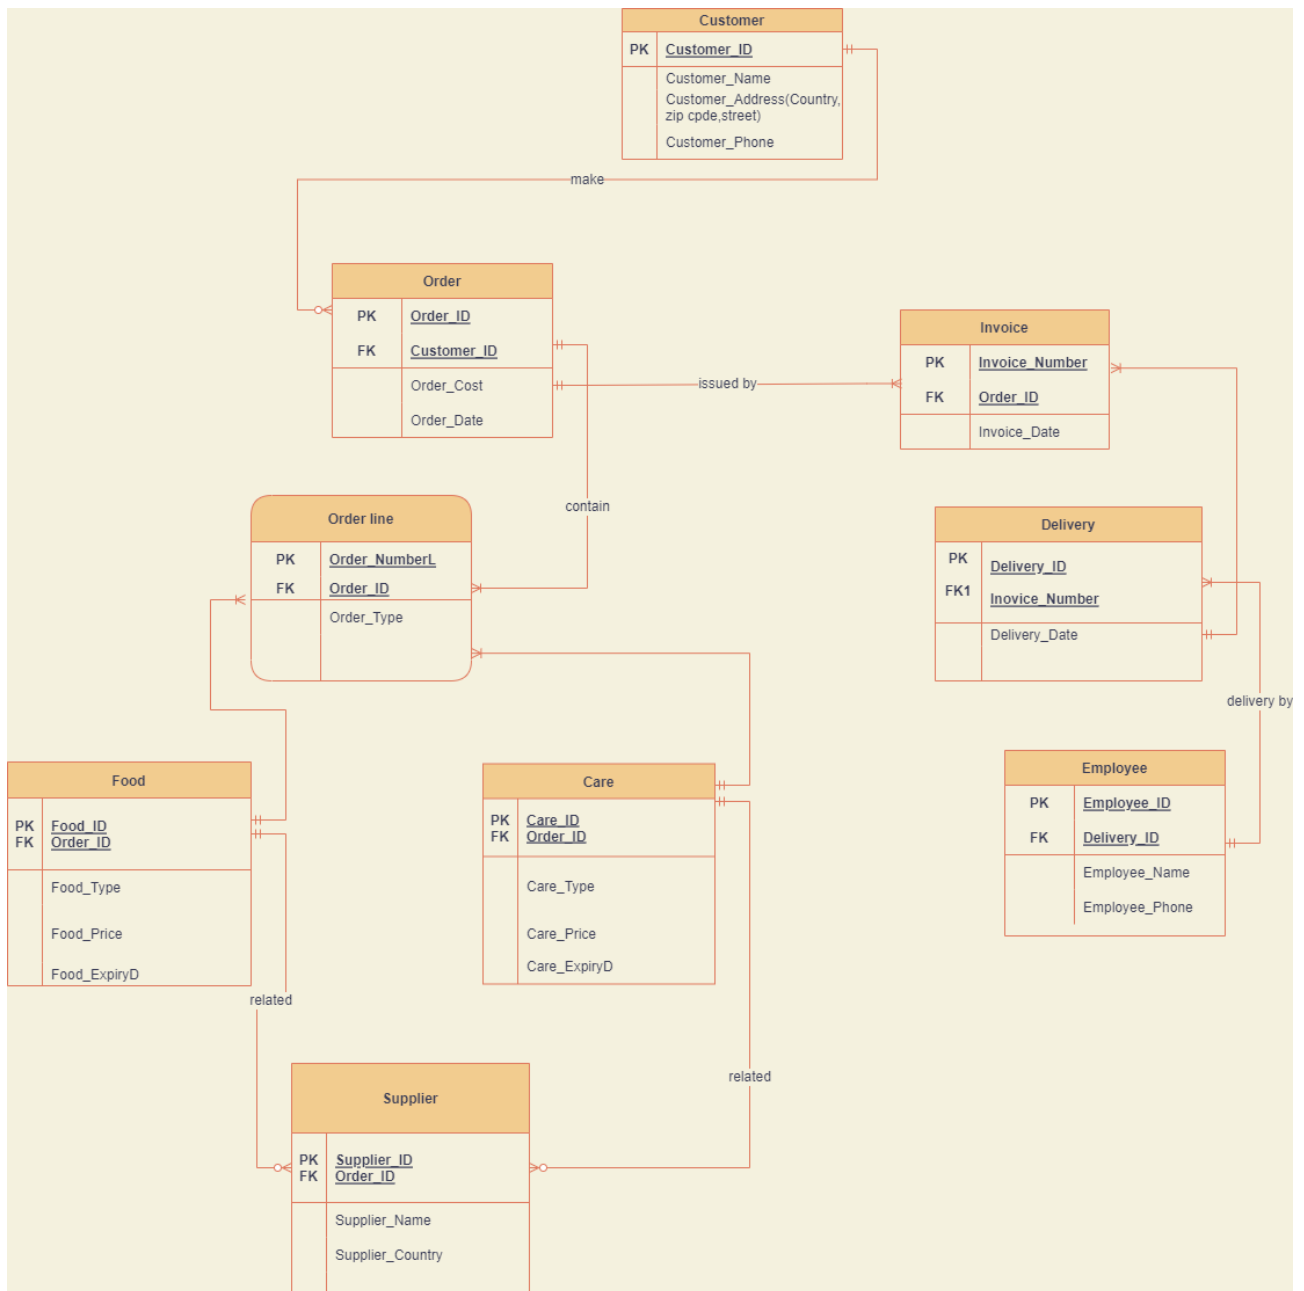 Customer
PK Customer_ID
Customer_Name
Customer_Address(Country,
zip cpde,street)
Customer_Phone
make
Order
PK Order_ID
FK Customer_ID
Order_Cost
Order_Date
issued by
Invoice
PK Invoice_Number
FK Order_ID
Invoice_Date
contain
Order line
PK Order_NumberL
FK Order_ID
Order_Type
Delivery
PK Delivery_ID
FK1 Inovice_Number
Delivery_Date
delivery by
Food
PK Food_ID
FK Order_ID
Food_Type
Food_Price
Food_ExpiryD
Care
PK Care_ID
FK Order_ID
Care_Type
Care_Price
Care_ExpiryD
Employee
PK Employee_ID
FK Delivery_ID
Employee_Name
Employee_Phone
related
related
Supplier
PK Supplier_ID
FK Order_ID
Supplier_Name
Supplier_Country